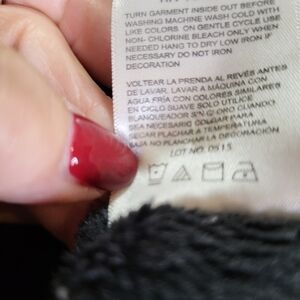 TURN GARMENT INSIDE OUT BEFORE
WASHING MACHINE WASH COLD WITH
LIKE COLORS ON GENTLE CYCLE USE
NON- CHLORINE BLEACH ONLY WHEN
NEEDED HANG TO DRY LOW IRON IF
NECESSARY DO NOT IRON
DECORATION
VOLTEAR LA PRENDA AL REVÉS ANTES
DE LAVAR, LAVAR A MÁQUINA CON
AGUA FRÍA CON COLORES SIMILARES
EN CICLO SUAVE SOLO UTILICE
BLANQUEADOR CUANDO
SEA NECESARIO COLGAR PARA
SECAR PLACHAR A TEMPERATURA
BAJA NO PLANCHAR LA DECORACIÓN
LOT NO. 0515